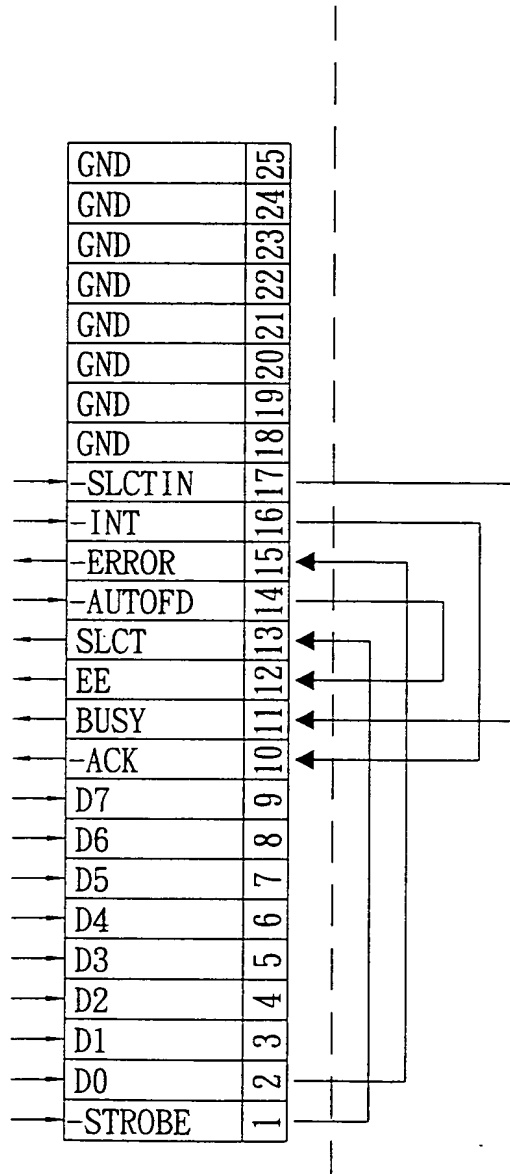 GND 25
GND 24
GND 23
GND 22
GND 21
GND 20
GND 19
GND 18
-SLCTIN 17
-INT 16
-ERROR 15
-AUTOFD 14
SLCT 13
EE 12
BUSY 11
-ACK 10
D7 9
D6 8
D5 7
D4 6
D3 5
D2 4
D1 3
D0 2
-STROBE 1